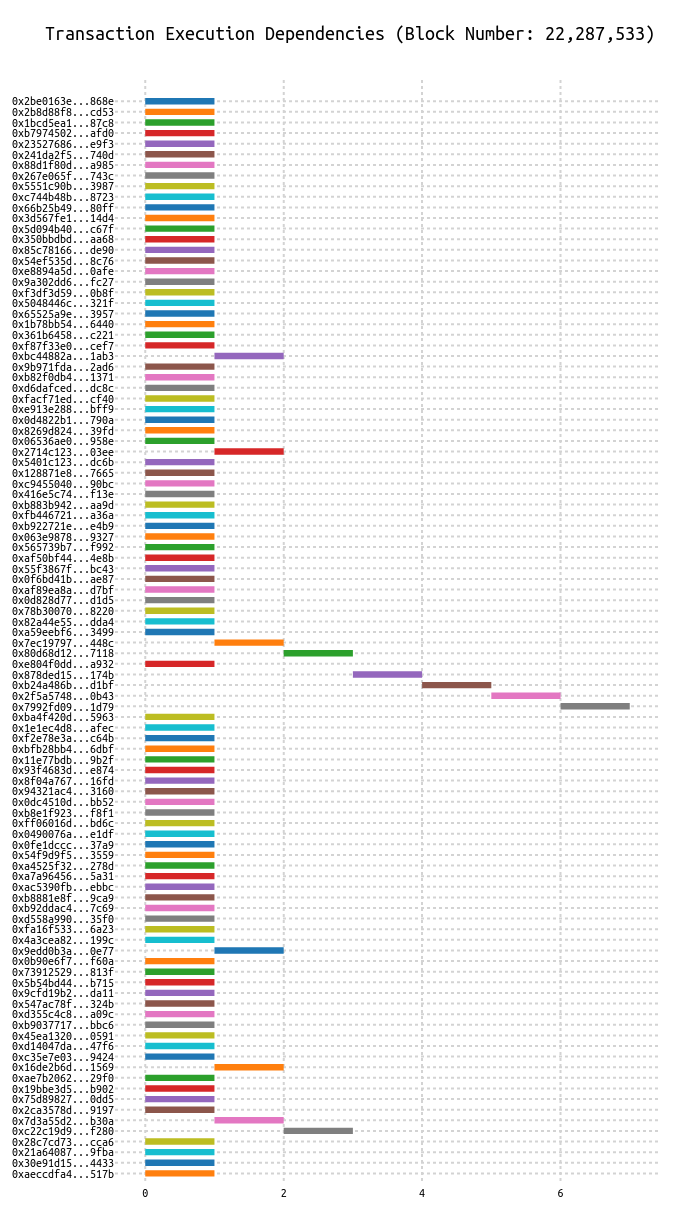 Transaction Execution Dependencies (Block Number: 22,287,533)
0x2be0163e...868e
0x2b8d88f8...cd53
0x1bcd5ea1...87c8
0xb7974502...afd0
0x23527686...e9f3
0x241da2f5...740d
0x88d1f80d...a985
0x267e065f...743c
0x5551c90b...3987
0xc744b48b...8723
0x66b25b49...80ff
0x3d567fe1...14d4
0x5d094b40...c67f
0x350bbdbd...aa68
0x85c78166...de90
0x54ef535d...8c76
0xe8894a5d...0afe
0x9a302dd6...fc27
0xf3df3d59...0b8f
0x5048446c...321f
0x65525a9e...3957
0x1b78bb54...6440
0x361b6458...c221
0xf87f33e0...cef7
0xbc44882a...1ab3
0x9b971fda...2ad6
0xb82f0db4...1371
0xd6dafced...dc8c
0xfacf71ed...cf40
0xe913e288...bff9
0x0d4822b1...790a
0x8269d824...39fd
0x06536ae0...958e
0x2714c123...03ee
0x5401c123...dc6b
0x128871e8...7665
0xc9455040...90bc
0x416e5c74...f13e
0xb883b942...aa9d
0xfb446721...a36a
0xb922721e...e4b9
0x063e9878...9327
0x565739b7...f992
0xaf50bf44...4e8b
0x55f3867f...bc43
0x0f6bd41b...ae87
0xaf89ea8a...d7bf
0x0d828d77...d1d5
0x78b30070...8220
0x82a44e55...dda4
0xa59eebf6...3499
0x7ec19797...448c
0x80d68d12...7118
0xe804f0dd...a932
0x878ded15...174b
0xb24a486b...d1bf
0x2f5a5748...0b43
0x7992fd09...1d79
0xba4f420d...5963
0x1e1ec4d8...afec
0xf2e78e3a...c64b
0xbfb28bb4...6dbf
0x11e77bdb...9b2f
0x93f4683d...e874
0x8f04a767...16fd
0x94321ac4...3160
0x0dc4510d...bb52
0xb8e1f923...f8f1
0xff06016d...bd6c
0x0490076a...e1df
0x0fe1dccc...37a9
0x54f9d9f5...3559
0xa4525f32...278d
0xa7a96456...5a31
0xac5390fb...ebbc
0xb8881e8f...9ca9
0xb92ddac4...7c69
0xd558a990...35f0
0xfa16f533...6a23
0x4a3cea82...199c
0x9edd0b3a...0e77
0x0b90e6f7...f60a
0x73912529...813f
0x5b54bd44...b715
0x9cfd19b2...da11
0x547ac78f...324b
0xd355c4c8...a09c
0xb9037717...bbc6
0x45ea1320...0591
0xd14047da...47f6
0xc35e7e03...9424
0x16de2b6d...1569
0xae7b2062...29f0
0x19bbe3d5...b902
0x75d89827...0dd5
0x2ca3578d...9197
0x7d3a55d2...b30a
0xc22c19d9...f280
0x28c7cd73...cca6
0x21a64087...9fba
0x30e91d15...4433
0xaeccdfa4...517b
0 2 4 6